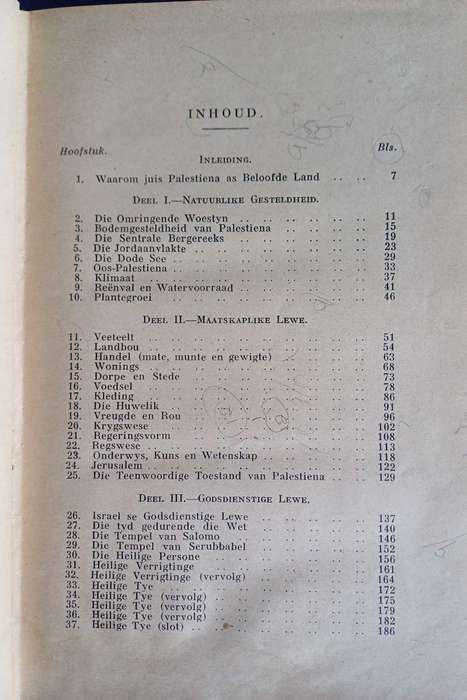 INHOUD.
Hoofstuk. Bls.
INLEIDING.
1. Waarom juis Palestiena as Beloofde Land .. .. 7
DEEL I.—NATUURLIKE GESTELDHEID.
2. Die Omringende Woestyn .. .. .. .. .. .. 11
3. Bodemgesteldheid van Palestiena .. .. .. .. 15
4. Die Sentrale Bergereeks .. .. .. .. .. .. 19
5. Die Jordaanvlakte .. .. .. .. .. .. .. 23
6. Die Dode See .. .. .. .. .. .. .. .. 29
7. Oos-Palestiena .. .. .. .. .. .. .. .. 33
8. Klimaat .. .. .. .. .. .. .. .. .. 37
9. Reënval en Watervoorraad .. .. .. .. .. 41
10. Plantegroei .. .. .. .. .. .. .. .. 46
DEEL II.—MAATSKAPLIKE LEWE.
11. Veeteelt .. .. .. .. .. .. .. .. .. 51
12. Landbou .. .. .. .. .. .. .. .. .. 54
13. Handel (mate, munte en gewigte) .. .. .. .. 63
14. Wonings .. .. .. .. .. .. .. .. .. 68
15. Dorpe en Stede .. .. .. .. .. .. .. 73
16. Voedsel .. .. .. .. .. .. .. .. .. 78
17. Kleding .. .. .. .. .. .. .. .. .. 86
18. Die Huwelik .. .. .. .. .. .. .. .. 91
19. Vreugde en Rou .. .. .. .. .. .. .. 96
20. Krygswese .. .. .. .. .. .. .. .. 102
21. Regeringsvorm .. .. .. .. .. .. .. 108
22. Regswese .. .. .. .. .. .. .. .. 113
23. Onderwys, Kuns en Wetenskap .. .. .. .. 118
24. Jerusalem .. .. .. .. .. .. .. .. 122
25. Die Teenwoordige Toestand van Palestiena .. .. 129
DEEL III.—GODSDIENSTIGE LEWE.
26. Israel se Godsdienstige Lewe .. .. .. .. 137
27. Die tyd gedurende die Wet .. .. .. .. .. 140
28. Die Tempel van Salomo .. .. .. .. .. 146
29. Die Tempel van Serubbabel .. .. .. .. .. 152
30. Die Heilige Persone .. .. .. .. .. .. 156
31. Heilige Verrigtinge .. .. .. .. .. .. 161
32. Heilige Verrigtinge (vervolg) .. .. .. .. 164
33. Heilige Tye .. .. .. .. .. .. .. .. 172
34. Heilige Tye (vervolg) .. .. .. .. .. .. 175
35. Heilige Tye (vervolg) .. .. .. .. .. .. 179
36. Heilige Tye (vervolg) .. .. .. .. .. .. 182
37. Heilige Tye (slot) .. .. .. .. .. .. 186